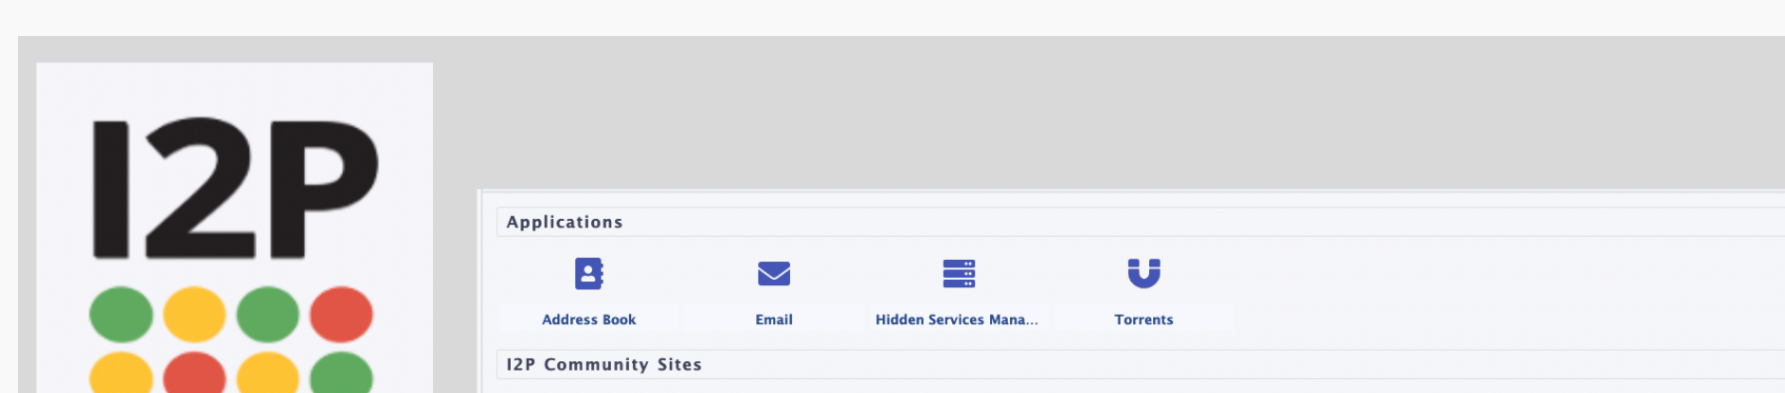 I2P
Applications
Address Book
Email
Hidden Services Mana...
Torrents
I2P Community Sites